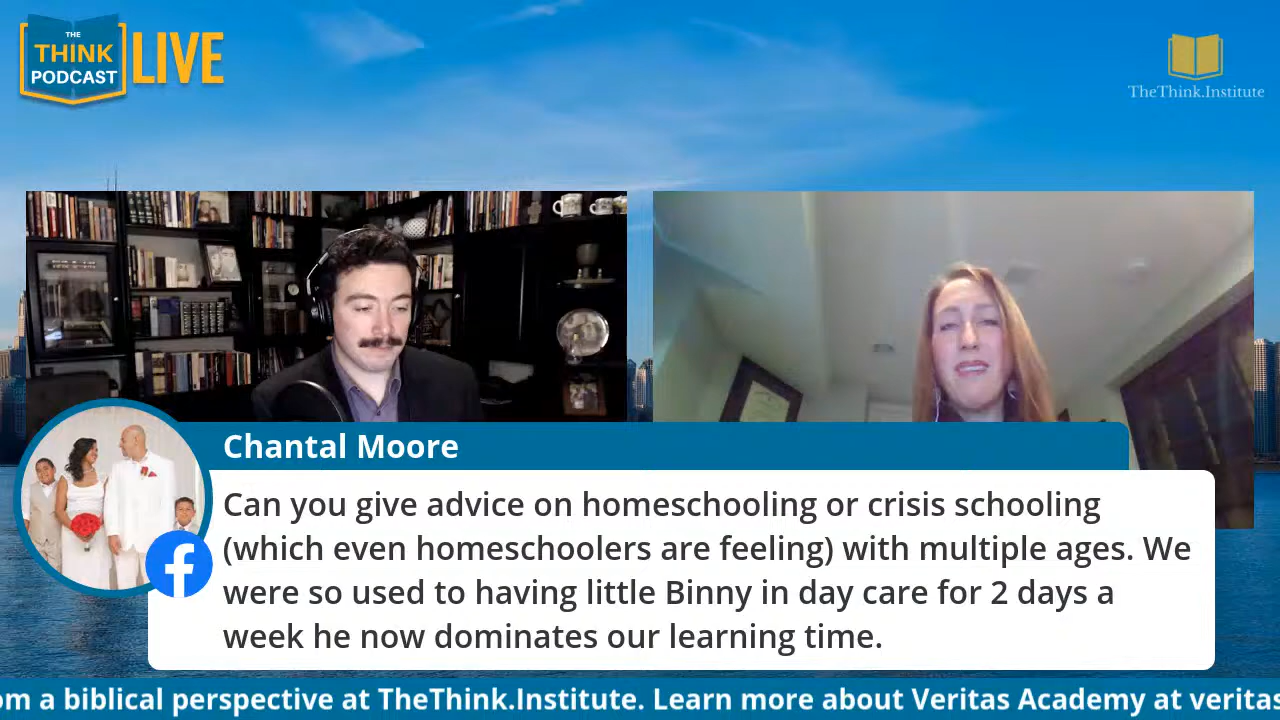 THE
THINK
PODCAST
LIVE
TheThink.Institute
Chantal Moore
Can you give advice on homeschooling or crisis schooling
(which even homeschoolers are feeling) with multiple ages. We
were so used to having little Binny in day care for 2 days a
week he now dominates our learning time.
om a biblical perspective at TheThink.Institute. Learn more about Veritas Academy at veritas